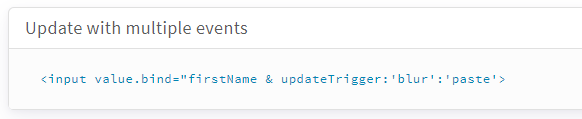 Update with multiple events
<input value.bind="firstName & updateTrigger:'blur':'paste'>